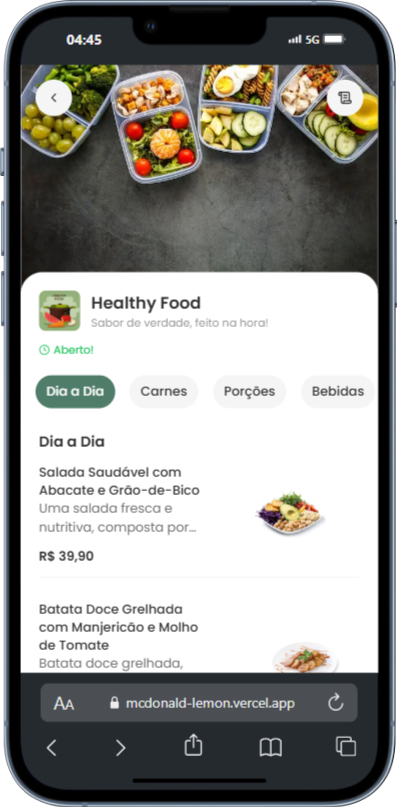 04:45
5G
Healthy Food
Sabor de verdade, feito na hora!
Aberto!
Dia a Dia
Carnes
Porções
Bebidas
Dia a Dia
Salada Saudável com
Abacate e Grão-de-Bico
Uma salada fresca e
nutritiva, composta por...
R$ 39,90
Batata Doce Grelhada
com Manjericão e Molho
de Tomate
Batata doce grelhada,
AA
mcdonald-lemon.vercel.app